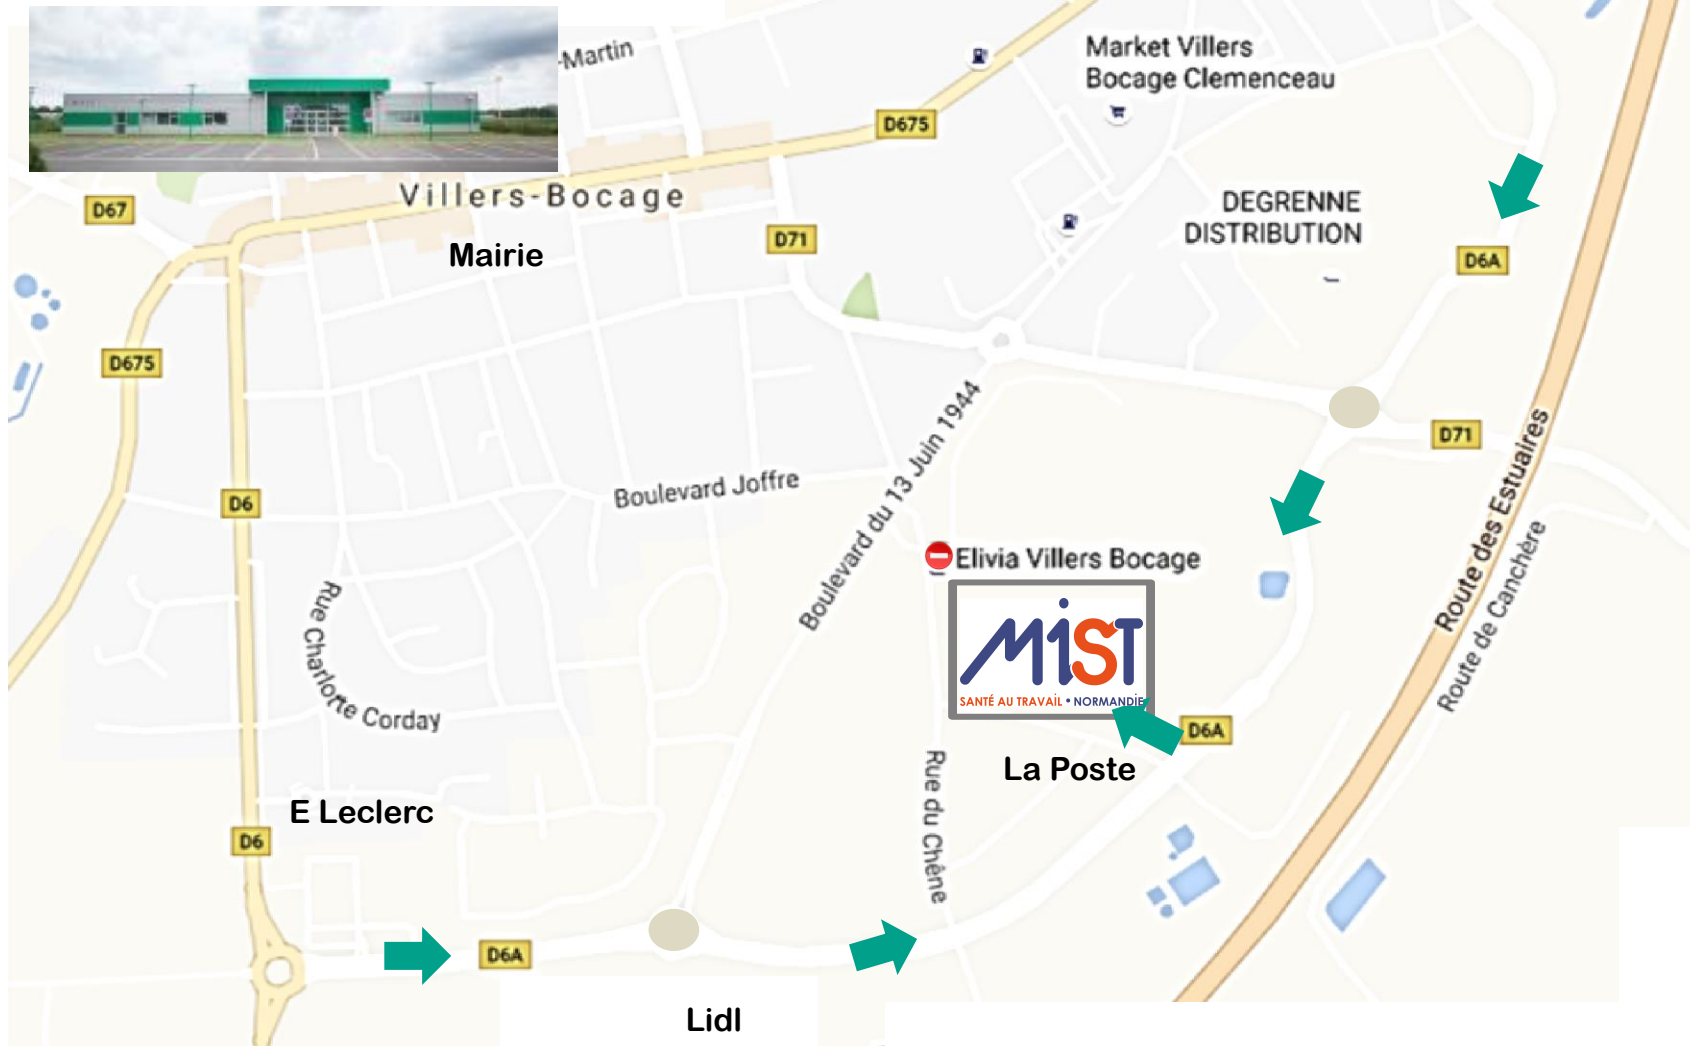 -Martin
Market Villers
Bocage Clemenceau
D675
Villers-Bocage
D67
Mairie
D71
DEGRENNE
DISTRIBUTION
D6A
D675
D71
Boulevard du 13 Juin 1944
Route des Estuaires
Route de Canchère
Boulevard Joffre
D6
Elivia Villers Bocage
MiST
SANTÉ AU TRAVAIL • NORMANDIE
Rue Charlotte Corday
D6A
La Poste
Rue du Chêne
E Leclerc
D6
D6A
Lidl